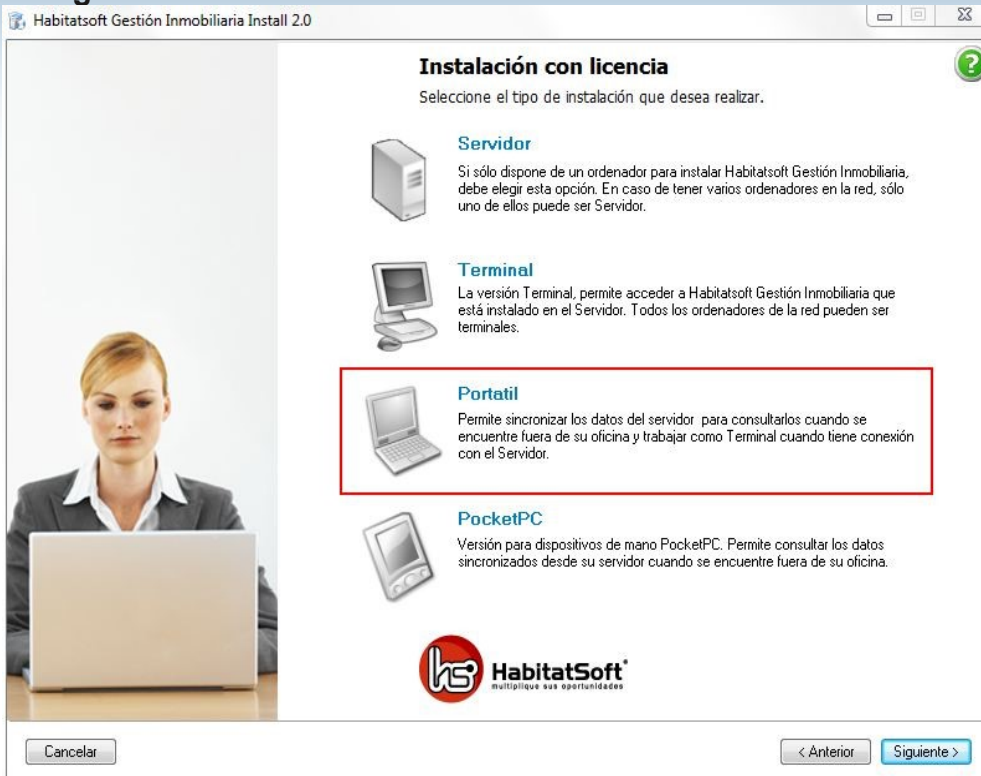 Habitatsoft Gestión Inmobiliaria Install 2.0
Instalación con licencia
Seleccione el tipo de instalación que desea realizar.
Servidor
Si sólo dispone de un ordenador para instalar Habitatsoft Gestión Inmobiliaria,
debe elegir esta opción. En caso de tener varios ordenadores en la red, sólo
uno de ellos puede ser Servidor.
Terminal
La versión Terminal, permite acceder a Habitatsoft Gestión Inmobiliaria que
está instalado en el Servidor. Todos los ordenadores de la red pueden ser
terminales.
Portatil
Permite sincronizar los datos del servidor para consultarlos cuando se
encuentre fuera de su oficina y trabajar como Terminal cuando tiene conexión
con el Servidor.
PocketPC
Versión para dispositivos de mano PocketPC. Permite consultar los datos
sincronizados desde su servidor cuando se encuentre fuera de su oficina.
hs HabitatSoft
multiplique sus oportunidades
Cancelar
< Anterior
Siguiente >